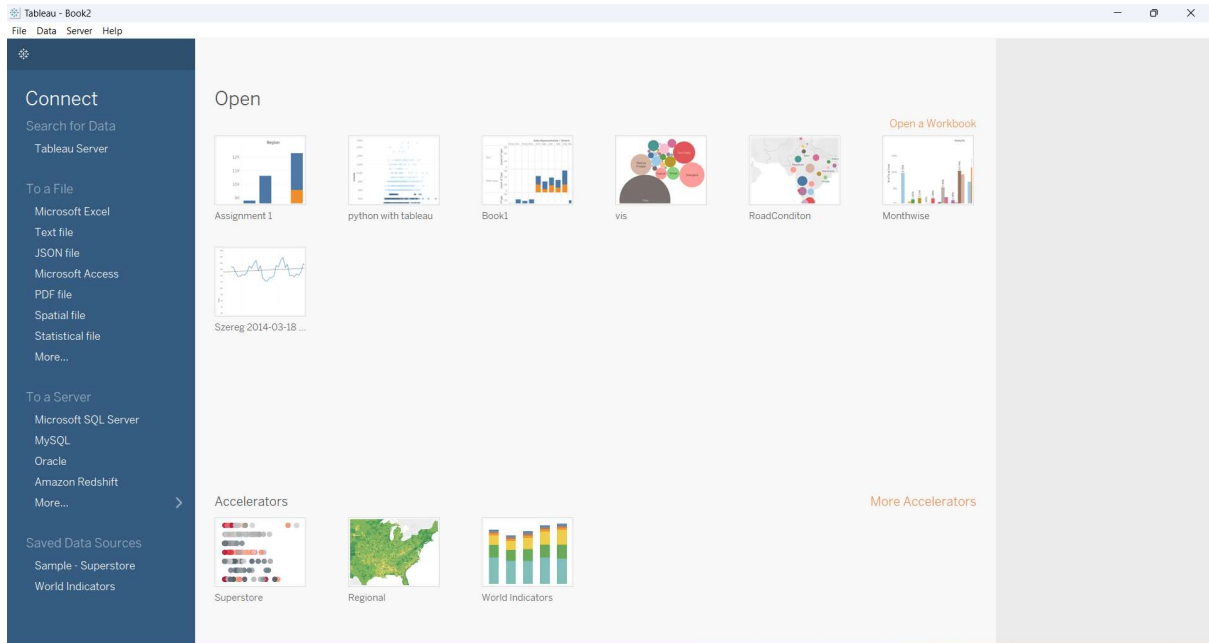 Tableau - Book2
File Data Server Help
Connect
Search for Data
Tableau Server
To a File
Microsoft Excel
Text file
JSON file
Microsoft Access
PDF file
Spatial file
Statistical file
More...
To a Server
Microsoft SQL Server
MySQL
Oracle
Amazon Redshift
More...
Saved Data Sources
Sample - Superstore
World Indicators
Open
Open a Workbook
Region
Assignment 1
python with tableau
Book1
vis
RoadConditon
Monthwise
Szereg 2014-03-18 ...
Accelerators
More Accelerators
Superstore
Regional
World Indicators